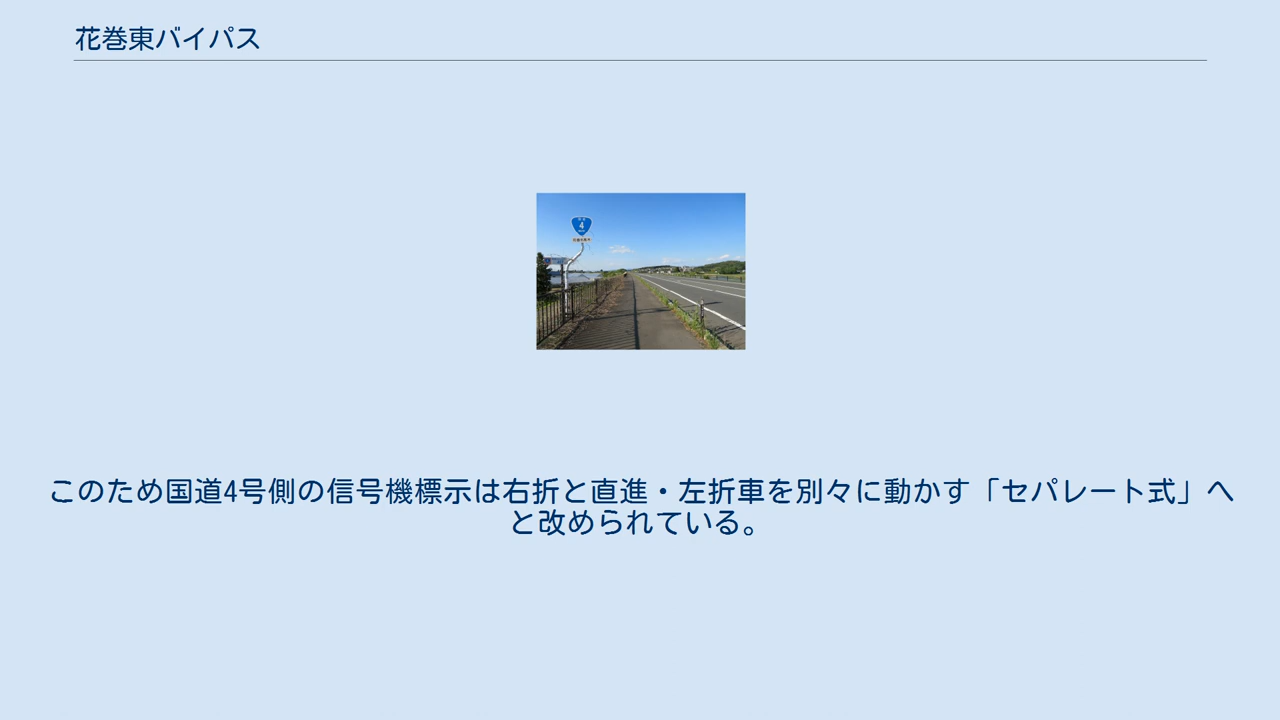 花巻東バイパス
4
このため国道4号側の信号機標示は右折と直進・左折車を別々に動かす「セパレート式」へ
と改められている。